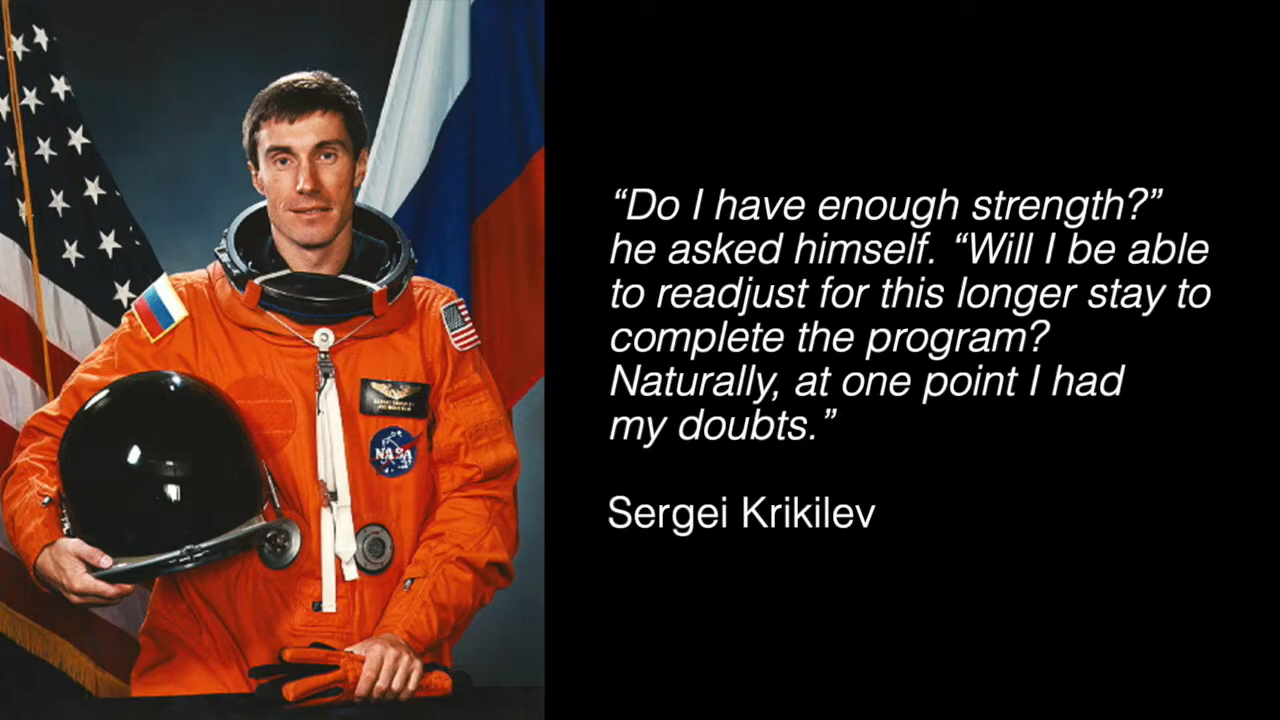 “Do I have enough strength?”
he asked himself. “Will I be able
to readjust for this longer stay to
complete the program?
Naturally, at one point I had
my doubts.”
Sergei Krikilev
NASA